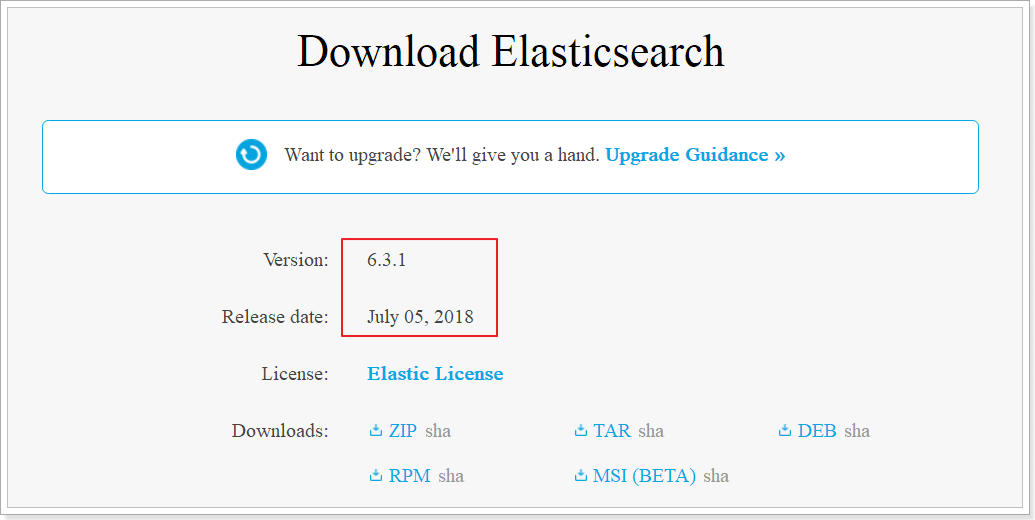 Download Elasticsearch
Want to upgrade? We'll give you a hand. Upgrade Guidance »
Version: 6.3.1
Release date: July 05, 2018
License: Elastic License
Downloads: ZIP sha TAR sha DEB sha
RPM sha MSI (BETA) sha